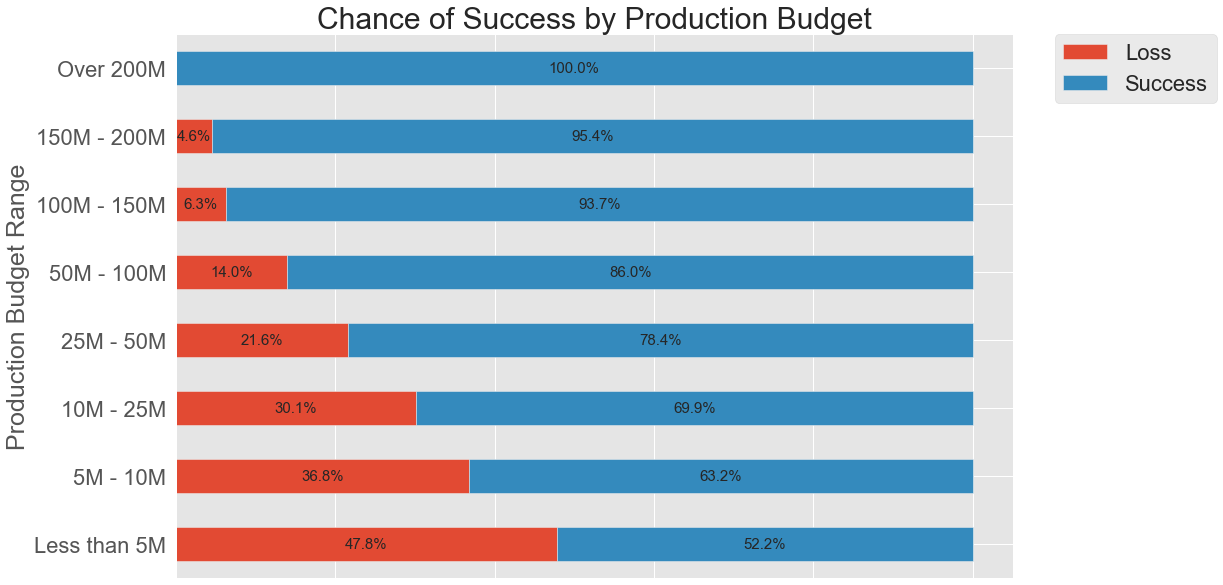 Chance of Success by Production Budget
Loss
Success
Production Budget Range
Over 200M
100.0%
150M - 200M
4.6%
95.4%
100M - 150M
6.3%
93.7%
50M - 100M
14.0%
86.0%
25M - 50M
21.6%
78.4%
10M - 25M
30.1%
69.9%
5M - 10M
36.8%
63.2%
Less than 5M
47.8%
52.2%